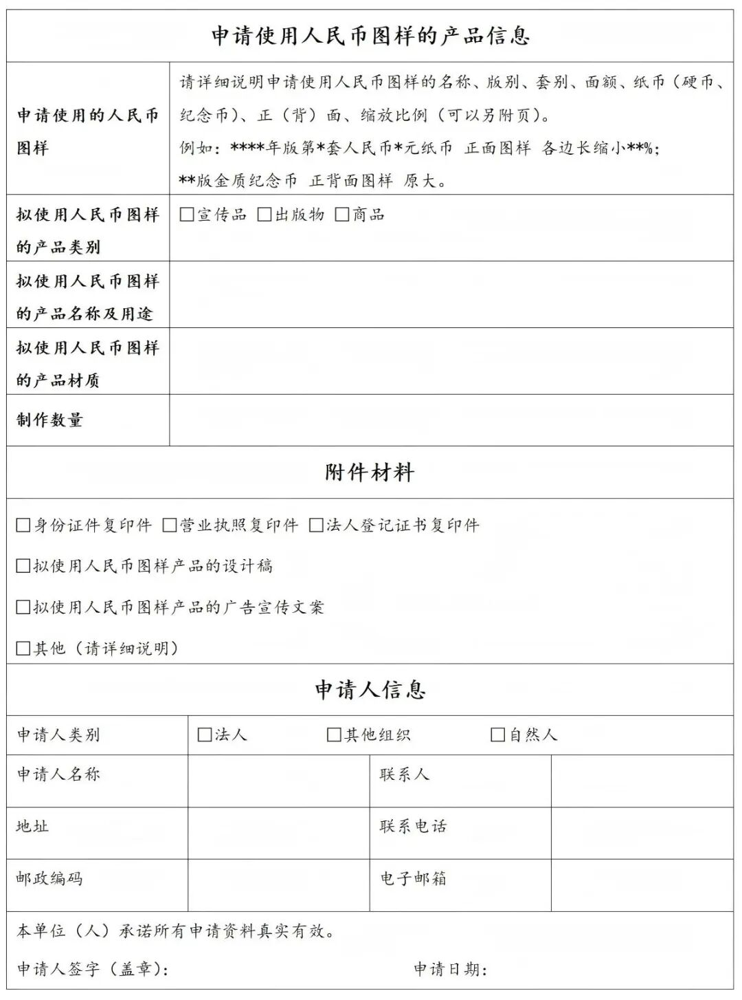 申请使用人民币图样的产品信息
申请使用的人民币
图样
请详细说明申请使用人民币图样的名称、版别、套别、面额、纸币（硬币、
纪念币）、正（背）面、缩放比例（可以另附页）。
例如：****年版第*套人民币*元纸币 正面图样 各边长缩小**%；
**版金质纪念币 正背面图样 原大。
拟使用人民币图样
的产品类别
□宣传品 □出版物 □商品
拟使用人民币图样
的产品名称及用途
拟使用人民币图样
的产品材质
制作数量
附件材料
□身份证件复印件 □营业执照复印件 □法人登记证书复印件
□拟使用人民币图样产品的设计稿
□拟使用人民币图样产品的广告宣传文案
□其他（请详细说明）
申请人信息
申请人类别 □法人 □其他组织 □自然人
申请人名称 联系人
地址 联系电话
邮政编码 电子邮箱
本单位（人）承诺所有申请资料真实有效。
申请人签字（盖章）： 申请日期：